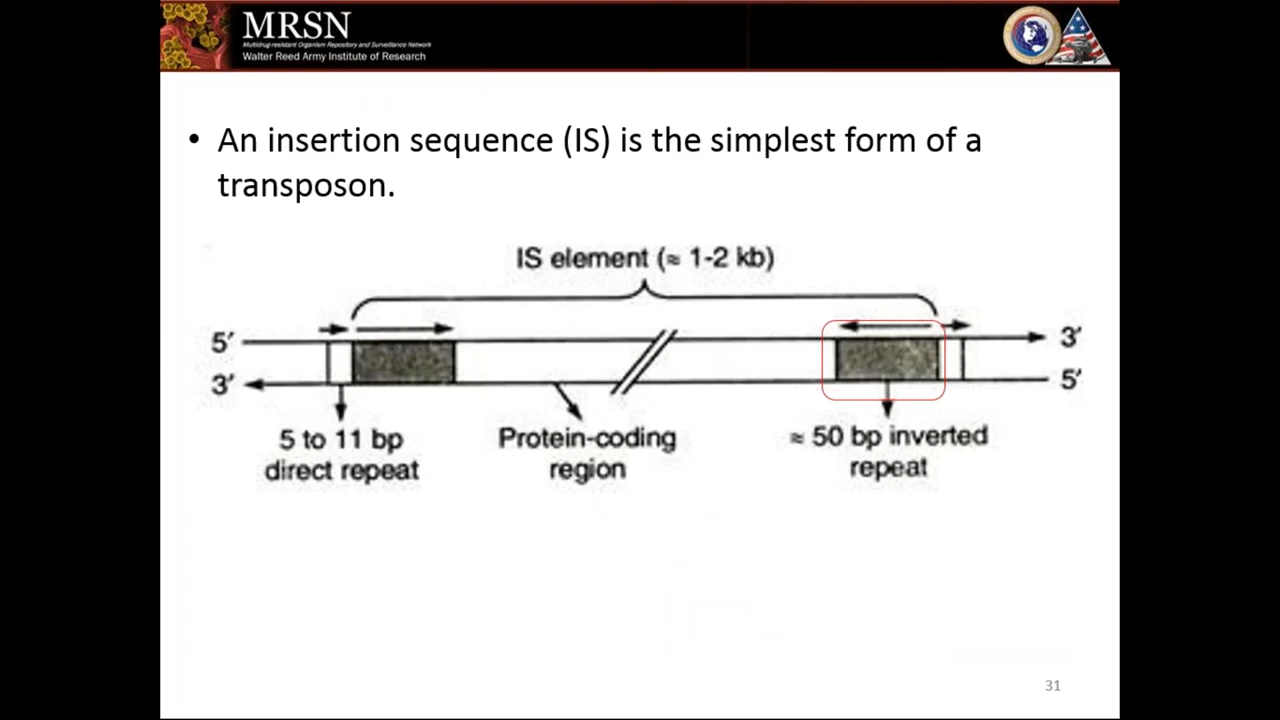 MRSN
Multidrug-resistant Organism Repository and Surveillance Network
Walter Reed Army Institute of Research
• An insertion sequence (IS) is the simplest form of a
transposon.
IS element (≈ 1-2 kb)
5′ 3′
3′ 5′
5 to 11 bp
direct repeat
Protein-coding
region
≈ 50 bp inverted
repeat
31